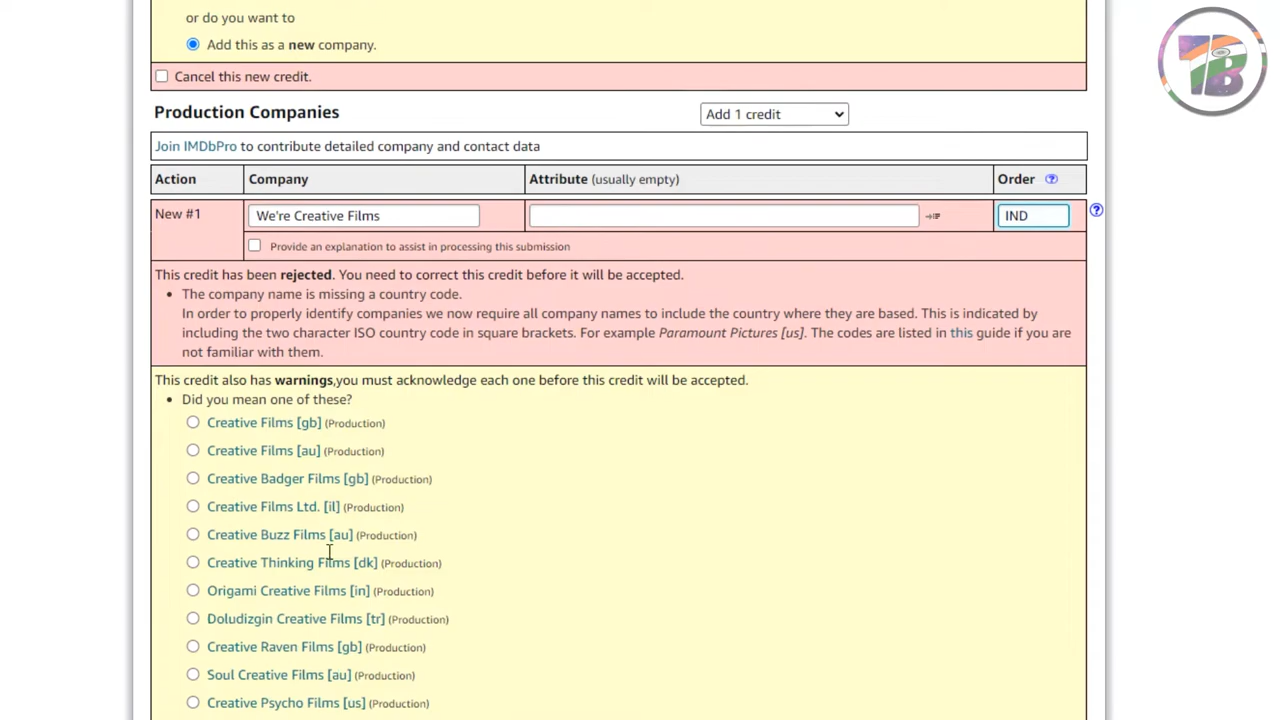 or do you want to
Add this as a new company.
Cancel this new credit.
Production Companies
Add 1 credit
Join IMDbPro to contribute detailed company and contact data
Action Company Attribute (usually empty) Order ?
New #1 We're Creative Films IND ?
Provide an explanation to assist in processing this submission
This credit has been rejected. You need to correct this credit before it will be accepted.
• The company name is missing a country code.
In order to properly identify companies we now require all company names to include the country where they are based. This is indicated by
including the two character ISO country code in square brackets. For example Paramount Pictures [us]. The codes are listed in this guide if you are
not familiar with them.
This credit also has warnings,you must acknowledge each one before this credit will be accepted.
• Did you mean one of these?
Creative Films [gb] (Production)
Creative Films [au] (Production)
Creative Badger Films [gb] (Production)
Creative Films Ltd. [il] (Production)
Creative Buzz Films [au] (Production)
Creative Thinking Films [dk] (Production)
Origami Creative Films [in] (Production)
Doludizgin Creative Films [tr] (Production)
Creative Raven Films [gb] (Production)
Soul Creative Films [au] (Production)
Creative Psycho Films [us] (Production)